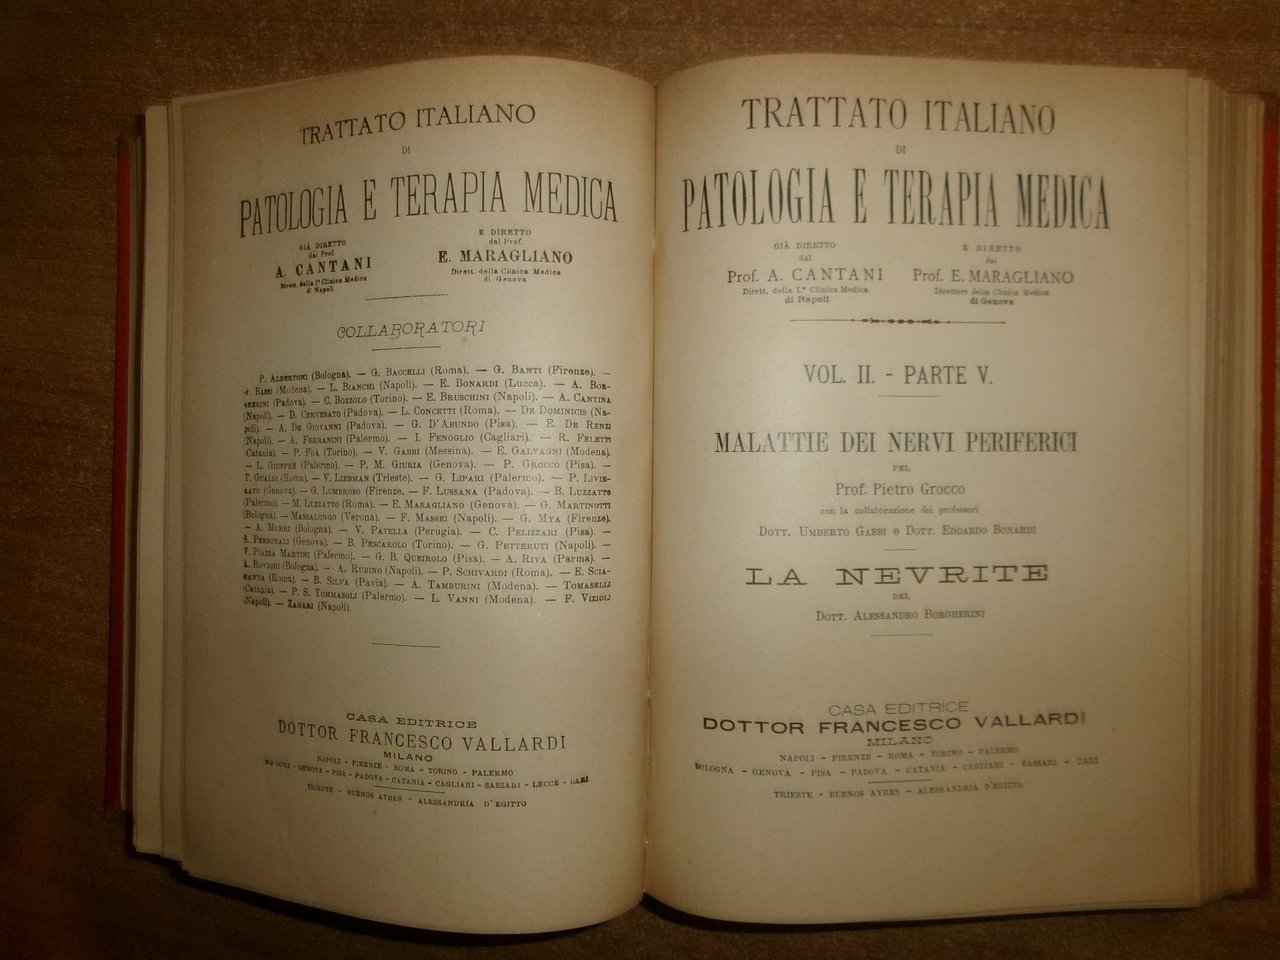 TRATTATO ITALIANO
DI
PATOLOGIA E TERAPIA MEDICA
GIÀ DIRETTO
dal Prof.
A. CANTANI
Dirett. della 1.ª Clinica Medica
di Napoli
E DIRETTO
dal Prof.
E. MARAGLIANO
Dirett. della Clinica Medica
di Genova
COLLABORATORI
P. ALBERTONI (Bologna). — G. BACCELLI (Roma). — G. BANTI (Firenze). —
(Modena). — L. BIANCHI (Napoli). — E. BONARDI (Lucca). — A. BOR-
GHERINI (Padova). — C. BOZZOLO (Torino). — E. BRUSCHINI (Napoli). — A. CANTINA
(Napoli). — D. CERVESATO (Padova). — L. CONCETTI (Roma). — DE DOMINICIS (Na-
poli). — A. DE GIOVANNI (Padova). — G. D'ABUNDO (Pisa). — E. DE RENZI
(Napoli). — A. FERRANINI (Palermo). — I. FENOGLIO (Cagliari). — R. FELETTI
(Catania). — P. FOÀ (Torino). — V. GABBI (Messina). — E. GALVAGNI (Modena).
— L. GIUFFRÈ (Palermo). — P. M. GIURIA (Genova). — P. GROCCO (Pisa). —
T. GUALDI (Roma). — V. LIEBMAN (Trieste). — G. LIPARI (Palermo). — P. LIVIE-
RATO (Genova). — G. LUMBROSO (Firenze. — F. LUSSANA (Padova). — B. LUZZATTO
(Palermo). — M. LUZZATTO (Roma). — E. MARAGLIANO (Genova). — G. MARTINOTTI
(Bologna). — MASSALONGO (Verona). — F. MASSEI (Napoli). — G. MYA (Firenze).
— A. MURRI (Bologna). — V. PATELLA (Perugia). — C. PELIZZARI (Pisa). —
S. PERSONALI (Genova). — B. PESCAROLO (Torino). — G. PETTERUTI (Napoli). —
V. PIAZZA MARTINI (Palermo). — G. B. QUEIROLO (Pisa). — A. RIVA (Parma). —
A. ROVIGHI (Bologna). — A. RUBINO (Napoli). — P. SCHIVARDI (Roma). — E. SCIA-
MANNA (Roma). — B. SILVA (Pavia). — A. TAMBURINI (Modena). — TOMASELLI
(Catania). — P. S. TOMMASOLI (Palermo). — L. VANNI (Modena). — F. VIZIOLI
(Napoli). — ZAGARI (Napoli).
CASA EDITRICE
DOTTOR FRANCESCO VALLARDI
MILANO
NAPOLI - FIRENZE - ROMA - TORINO - PALERMO
BOLOGNA - GENOVA - PISA - PADOVA - CATANIA - CAGLIARI - SASSARI - LECCE - BARI
TRIESTE - BUENOS AYRES - ALESSANDRIA D'EGITTO
TRATTATO ITALIANO
DI
PATOLOGIA E TERAPIA MEDICA
GIÀ DIRETTO
dal
Prof. A. CANTANI
Dirett. della 1.ª Clinica Medica
di Napoli
E DIRETTO
dal
Prof. E. MARAGLIANO
Direttore della Clinica Medica
di Genova
VOL. II. - PARTE V.
MALATTIE DEI NERVI PERIFERICI
PEL
Prof. Pietro Grocco
con la collaborazione dei professori
DOTT. UMBERTO GABBI e DOTT. EDOARDO BONARDI
LA NEVRITE
DEL
DOTT. ALESSANDRO BORGHERINI
CASA EDITRICE
DOTTOR FRANCESCO VALLARDI
MILANO
NAPOLI - FIRENZE - ROMA - TORINO - PALERMO
BOLOGNA - GENOVA - PISA - PADOVA - CATANIA - CAGLIARI - SASSARI - BARI
TRIESTE - BUENOS AYRES - ALESSANDRIA D'EGITTO